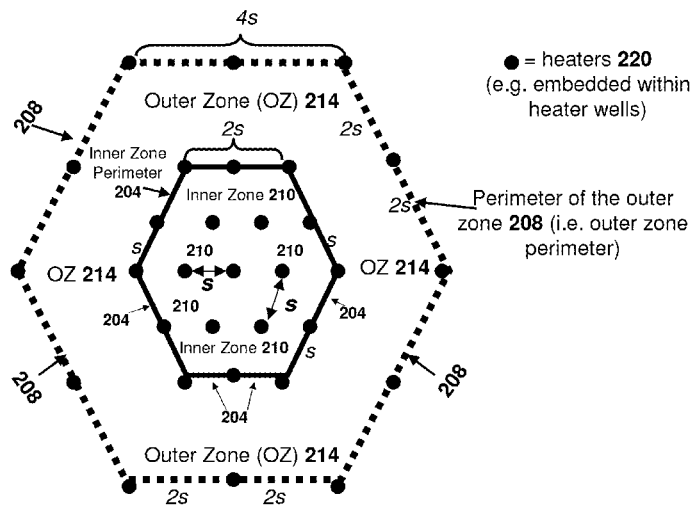 4s
= heaters 220
(e.g. embedded within
heater wells)
208
Outer Zone (OZ) 214
2s
2s
Inner Zone
Perimeter
204
Inner Zone 210
2s
Perimeter of the outer
zone 208 (i.e. outer zone
perimeter)
s
210
210
s
OZ 214
s
OZ 214
204
210
s
204
Inner Zone 210
s
208
204
208
Outer Zone (OZ) 214
2s
2s